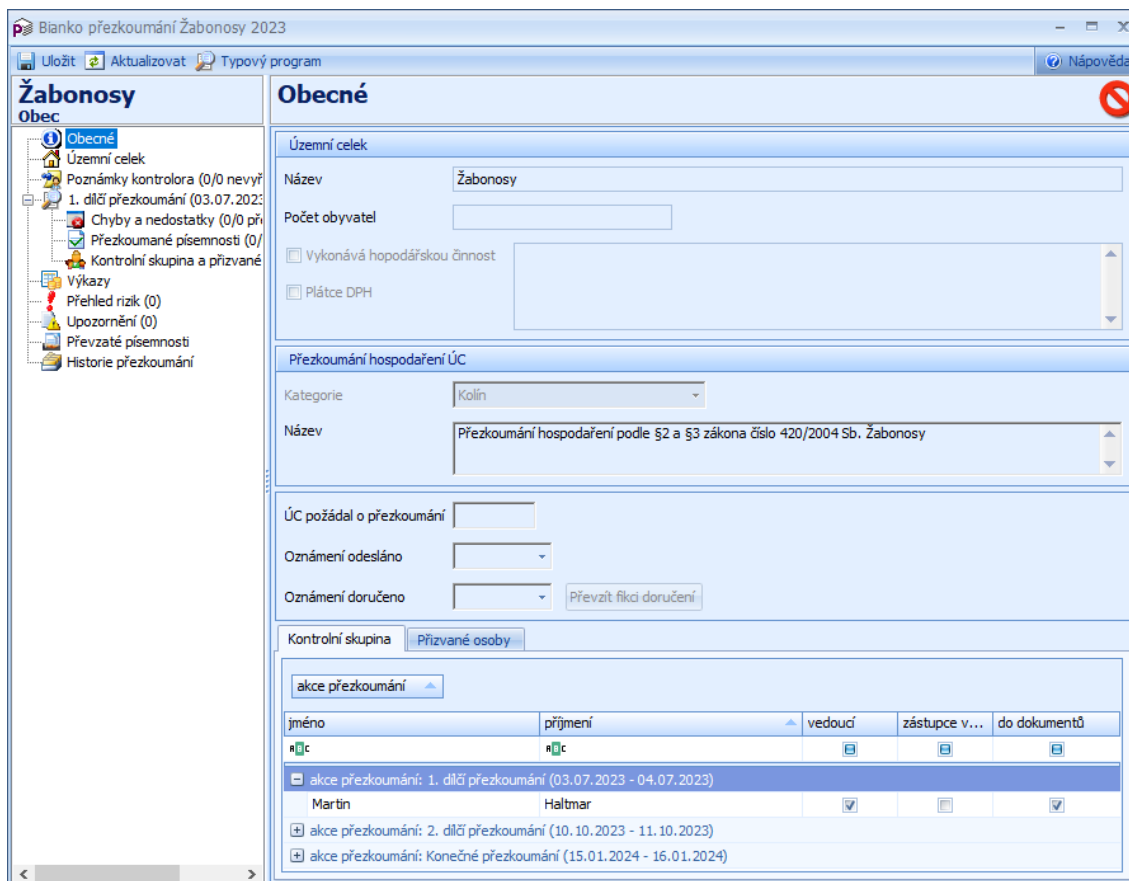 Bianko přezkoumání Žabonosy 2023
Uložit Aktualizovat Typový program Nápověda
Žabonosy
Obec
Obecné
Územní celek
Poznámky kontrolora (0/0 nevyř
1. dílčí přezkoumání (03.07.2023
Chyby a nedostatky (0/0 pře
Přezkoumané písemnosti (0/
Kontrolní skupina a přizvané
Výkazy
Přehled rizik (0)
Upozornění (0)
Převzaté písemnosti
Historie přezkoumání
Obecné
Územní celek
Název Žabonosy
Počet obyvatel
Vykonává hopodářskou činnost
Plátce DPH
Přezkoumání hospodaření ÚC
Kategorie Kolín
Název Přezkoumání hospodaření podle §2 a §3 zákona číslo 420/2004 Sb. Žabonosy
ÚC požádal o přezkoumání
Oznámení odesláno
Oznámení doručeno Převzít fikci doručení
Kontrolní skupina Přizvané osoby
akce přezkoumání
jméno příjmení vedoucí zástupce v... do dokumentů
ABC ABC
akce přezkoumání: 1. dílčí přezkoumání (03.07.2023 - 04.07.2023)
Martin Haltmar
akce přezkoumání: 2. dílčí přezkoumání (10.10.2023 - 11.10.2023)
akce přezkoumání: Konečné přezkoumání (15.01.2024 - 16.01.2024)